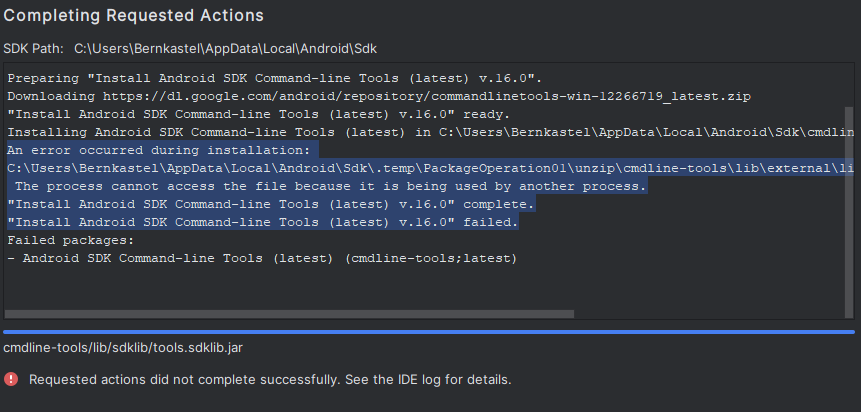 Completing Requested Actions
SDK Path: C:\Users\Bernkastel\AppData\Local\Android\Sdk
Preparing "Install Android SDK Command-line Tools (latest) v.16.0".
Downloading https://dl.google.com/android/repository/commandlinetools-win-12266719_latest.zip
"Install Android SDK Command-line Tools (latest) v.16.0" ready.
Installing Android SDK Command-line Tools (latest) in C:\Users\Bernkastel\AppData\Local\Android\Sdk\cmdlin
An error occurred during installation:
C:\Users\Bernkastel\AppData\Local\Android\Sdk\.temp\PackageOperation01\unzip\cmdline-tools\lib\external\li
The process cannot access the file because it is being used by another process.
"Install Android SDK Command-line Tools (latest) v.16.0" complete.
"Install Android SDK Command-line Tools (latest) v.16.0" failed.
Failed packages:
- Android SDK Command-line Tools (latest) (cmdline-tools;latest)
cmdline-tools/lib/sdklib/tools.sdklib.jar
Requested actions did not complete successfully. See the IDE log for details.